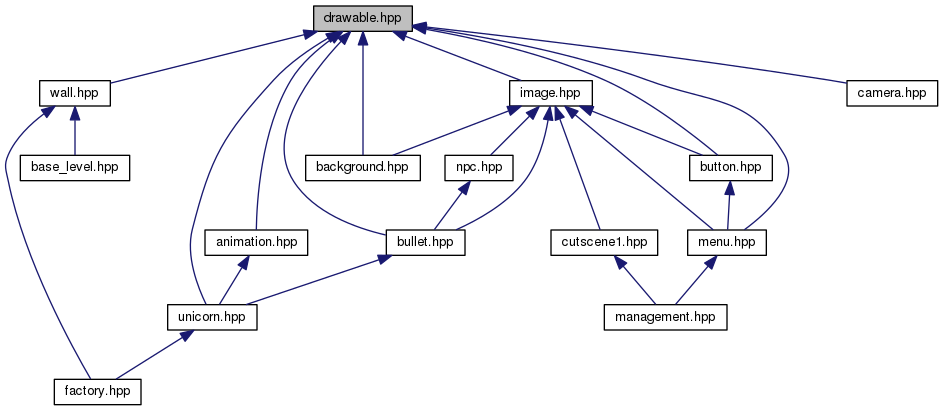 drawable.hpp
wall.hpp
image.hpp
camera.hpp
base_level.hpp
background.hpp
npc.hpp
button.hpp
animation.hpp
bullet.hpp
cutscene1.hpp
menu.hpp
unicorn.hpp
management.hpp
factory.hpp